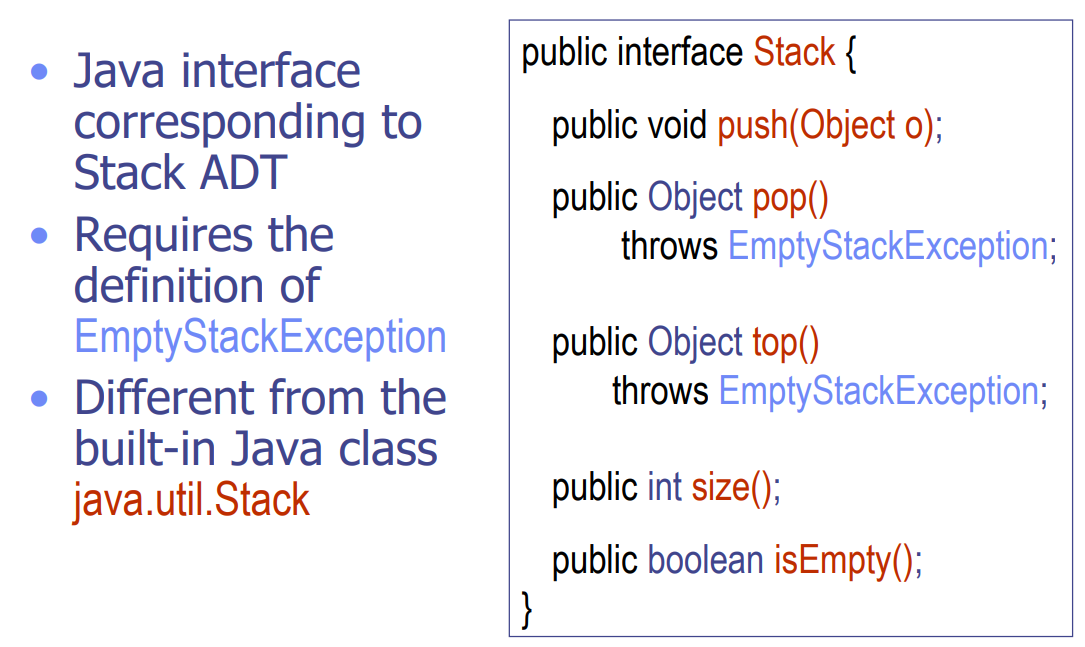 • Java interface
corresponding to
Stack ADT
• Requires the
definition of
EmptyStackException
• Different from the
built-in Java class
java.util.Stack
public interface Stack {
public void push(Object o);
public Object pop()
throws EmptyStackException;
public Object top()
throws EmptyStackException;
public int size();
public boolean isEmpty();
}